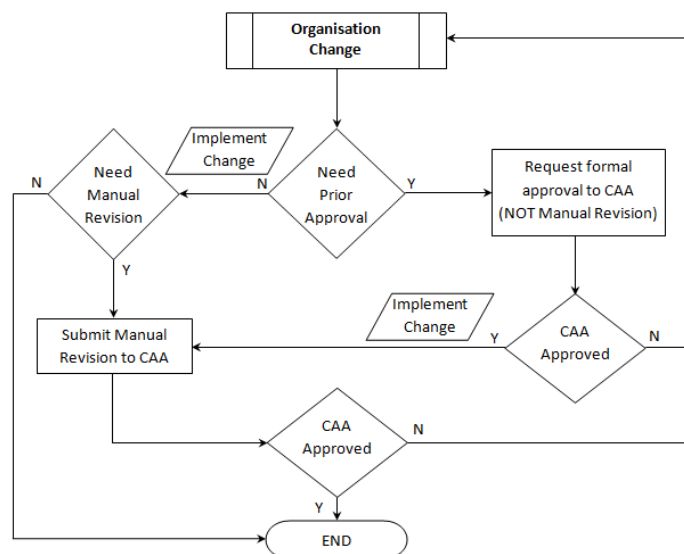 Organisation
Change
Implement
Change
Need
Manual
Revision
N
Need
Prior
Approval
N
Y
Request formal
approval to CAA
(NOT Manual Revision)
Y
Implement
Change
Submit Manual
Revision to CAA
Y
CAA
Approved
N
CAA
Approved
N
Y
END